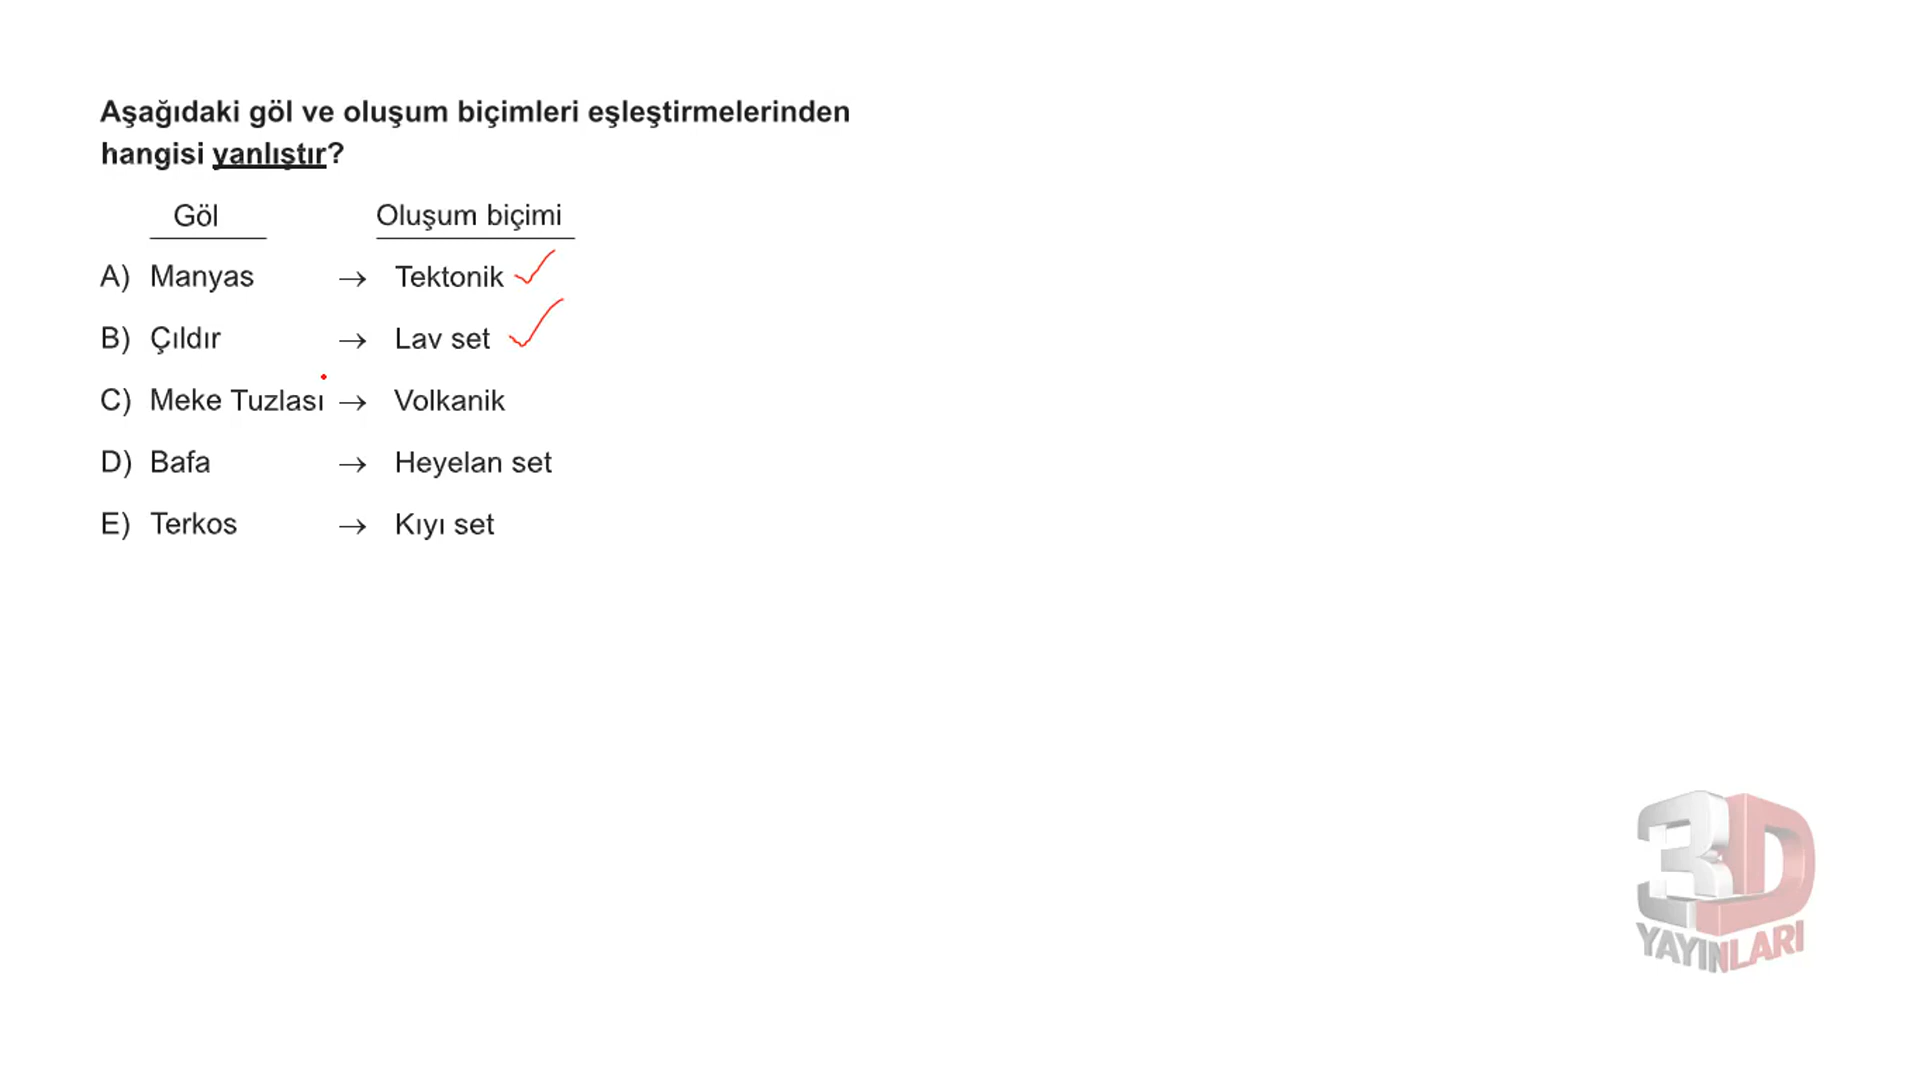 Aşağıdaki göl ve oluşum biçimleri eşleştirmelerinden
hangisi yanlıştır?
Göl Oluşum biçimi
A) Manyas → Tektonik
B) Çıldır → Lav set
C) Meke Tuzlası → Volkanik
D) Bafa → Heyelan set
E) Terkos → Kıyı set
3D
YAYINLARI